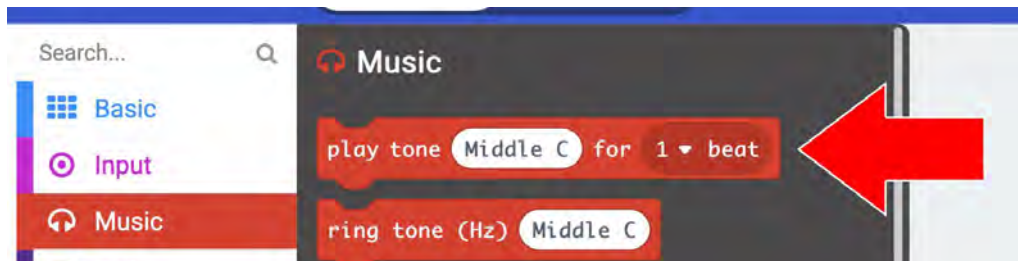 Search...
Basic
Input
Music
Music
play tone Middle C for 1 beat
ring tone (Hz) Middle C